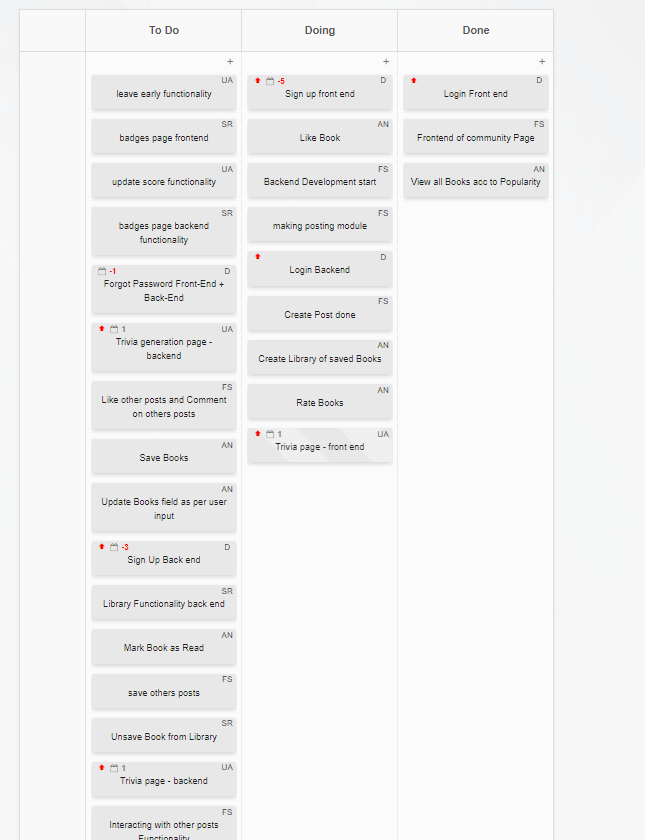 To Do
Doing
Done
+
+
+
UA
leave early functionality
SR
badges page frontend
UA
update score functionality
SR
badges page backend
functionality
-1 D
Forgot Password Front-End +
Back-End
1 UA
Trivia generation page -
backend
FS
Like other posts and Comment
on others posts
AN
Save Books
AN
Update Books field as per user
input
-3 D
Sign Up Back end
SR
Library Functionality back end
AN
Mark Book as Read
FS
save others posts
SR
Unsave Book from Library
1 UA
Trivia page - backend
FS
Interacting with other posts
Functionality
-5 D
Sign up front end
AN
Like Book
FS
Backend Development start
FS
making posting module
D
Login Backend
FS
Create Post done
AN
Create Library of saved Books
AN
Rate Books
1 UA
Trivia page - front end
D
Login Front end
FS
Frontend of community Page
AN
View all Books acc to Popularity